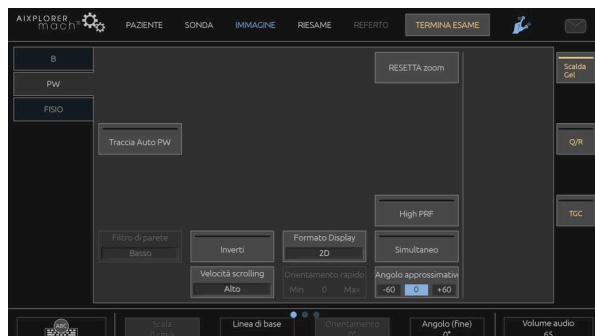 AIXPLORER
mach
PAZIENTE
SONDA
IMMAGINE
RIESAME
REFERTO
TERMINA ESAME
B
PW
FISIO
RESETTA zoom
Scalda
Gel
Traccia Auto PW
Q/R
High PRF
TGC
Filtro di parete
Basso
Inverti
Formato Display
2D
Simultaneo
Velocità scrolling
Alto
Orientamento rapido
Min 0 Max
Angolo approssimativ
-60 0 +60
ABC
Scala
Linea di base
Orientamento
0°
Angolo (fine)
0°
Volume audio
65